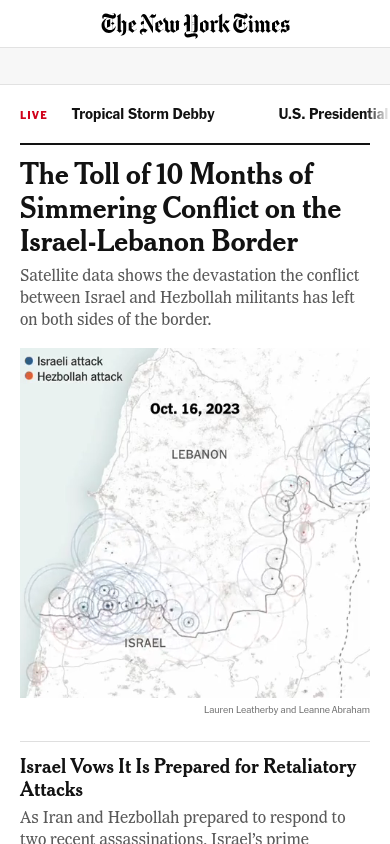 The New York Times
LIVE
Tropical Storm Debby
U.S. Presidential
The Toll of 10 Months of
Simmering Conflict on the
Israel-Lebanon Border
Satellite data shows the devastation the conflict
between Israel and Hezbollah militants has left
on both sides of the border.
Israeli attack
Hezbollah attack
Oct. 16, 2023
LEBANON
ISRAEL
Lauren Leatherby and Leanne Abraham
Israel Vows It Is Prepared for Retaliatory
Attacks
As Iran and Hezbollah prepared to respond to
two recent assassinations, Israel’s prime